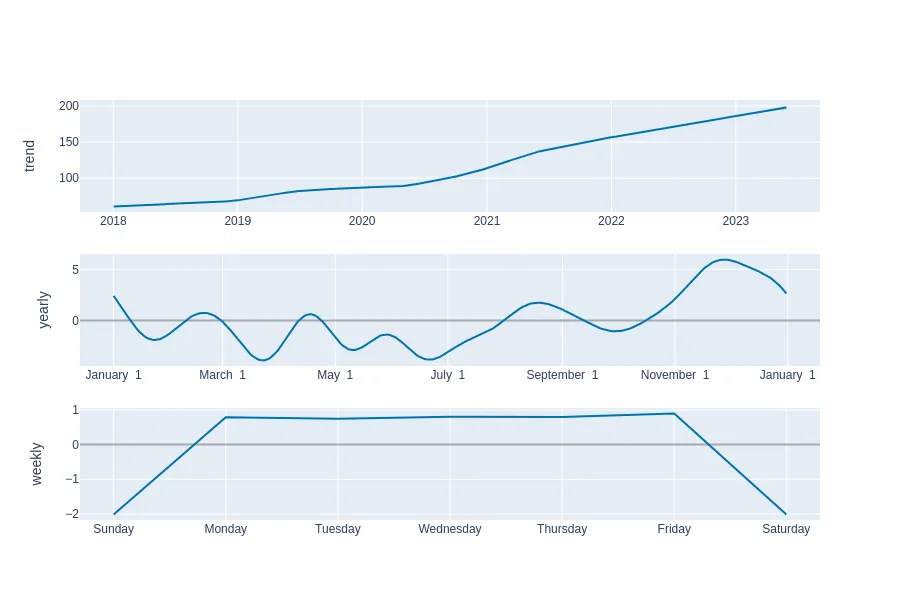 trend
200
150
100
2018 2019 2020 2021 2022 2023
yearly
5
0
January 1 March 1 May 1 July 1 September 1 November 1 January 1
weekly
1
0
−1
−2
Sunday Monday Tuesday Wednesday Thursday Friday Saturday